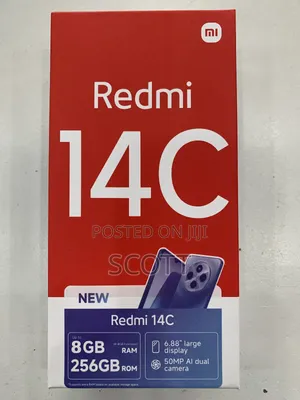 mi
Redmi
14C
POSTED ON JIJI
SCOT
NEW
Redmi 14C
8GB RAM
256GB ROM
6.88" large
display
50MP AI dual
camera